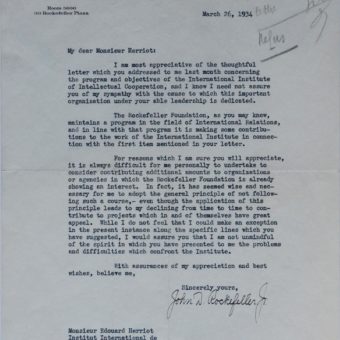 Room 5600
30 Rockefeller Plaza
March 26, 1934
Refus
My dear Monsieur Herriot:
I am most appreciative of the thoughtful
letter which you addressed to me last month concerning
the program and objectives of the International Institute
of Intellectual Cooperation, and I know I need not assure
you of my sympathy with the cause to which this important
organization under your able leadership is dedicated.
The Rockefeller Foundation, as you may know,
maintains a program in the field of International Relations,
and in line with that program it is making some contribu-
tions to the work of the International Institute in connec-
tion with the first item mentioned in your letter.
For reasons which I am sure you will appreciate,
it is always difficult for me personally to undertake to
consider contributing additional amounts to organizations
or agencies in which the Rockefeller Foundation is already
showing an interest. In fact, it has seemed wise and nec-
essary for me to adopt the general principle of not follow-
ing such a course,- even though the application of this
principle leads to my declining from time to time to con-
tribute to projects which in and of themselves have great
appeal. While I do not feel that I could make an exception
in the present instance along the specific lines which you
have suggested, I would assure you that I am not unmindful
of the spirit in which you have presented to me the problems
and difficulties which confront the Institute.
With assurances of my appreciation and best
wishes, believe me,
Sincerely yours,
John D. Rockefeller Jr
Monsieur Edouard Herriot
Institut International de